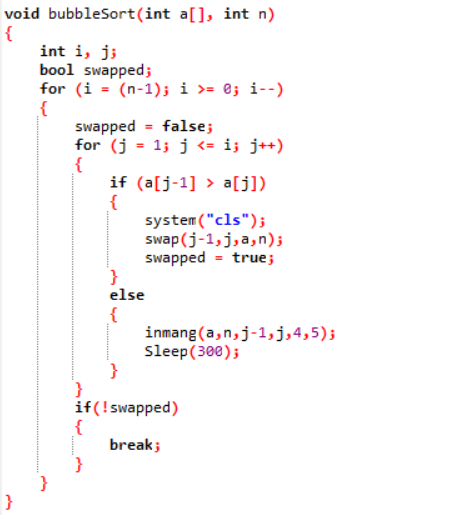 void bubbleSort(int a[], int n)
{
    int i, j;
    bool swapped;
    for (i = (n-1); i >= 0; i--)
    {
        swapped = false;
        for (j = 1; j <= i; j++)
        {
            if (a[j-1] > a[j])
            {
                system("cls");
                swap(j-1,j,a,n);
                swapped = true;
            }
            else
            {
                inmang(a,n,j-1,j,4,5);
                Sleep(300);
            }
        }
        if(!swapped)
        {
            break;
        }
    }
}